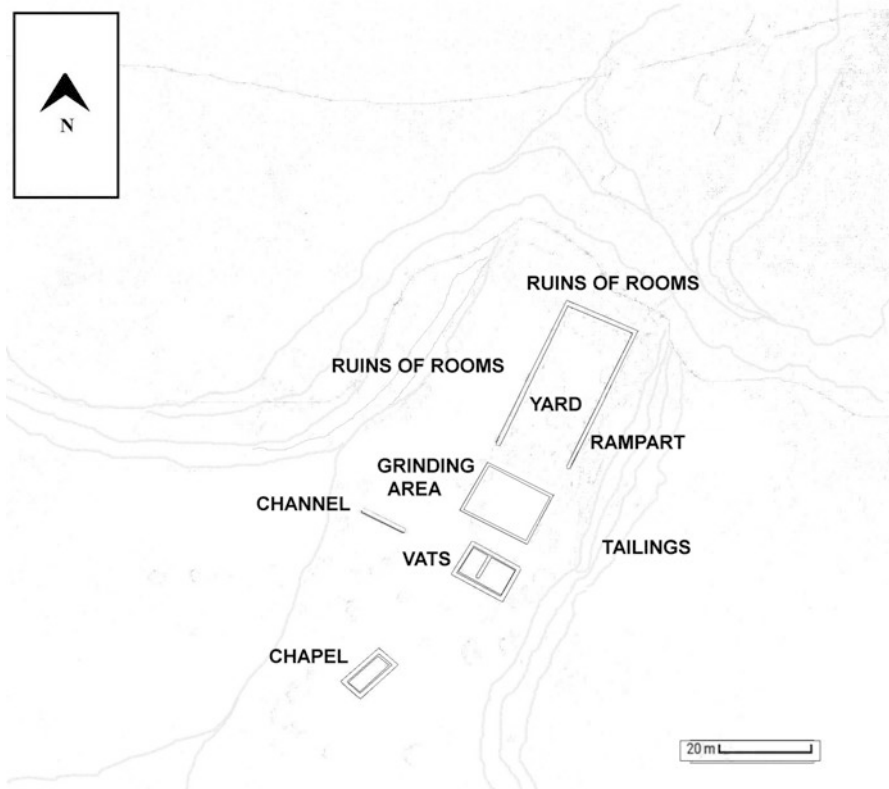 N
RUINS OF ROOMS
RUINS OF ROOMS
YARD
RAMPART
GRINDING
AREA
CHANNEL
TAILINGS
VATS
CHAPEL
20 m